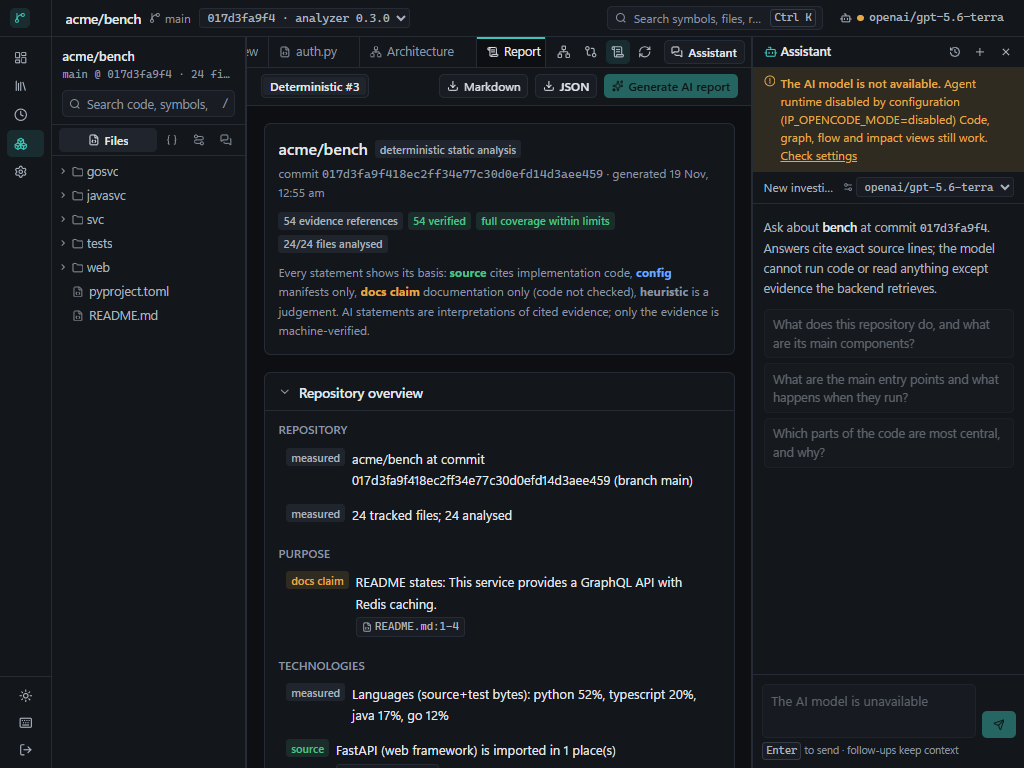 acme/bench main 017d3fa9f4 · analyzer 0.3.0 Search symbols, files, r... Ctrl K openai/gpt-5.6-terra
acme/bench
main @ 017d3fa9f4 · 24 fi…
Search code, symbols, /
Files
gosvc
javasvc
svc
tests
web
pyproject.toml
README.md
ew auth.py Architecture Report Assistant
Deterministic #3 Markdown JSON Generate AI report
acme/bench deterministic static analysis
commit 017d3fa9f418ec2ff34e77c30d0efd14d3aee459 · generated 19 Nov,
12:55 am
54 evidence references 54 verified full coverage within limits
24/24 files analysed
Every statement shows its basis: source cites implementation code, config
manifests only, docs claim documentation only (code not checked), heuristic is a
judgement. AI statements are interpretations of cited evidence; only the evidence is
machine-verified.
Repository overview
REPOSITORY
measured acme/bench at commit
017d3fa9f418ec2ff34e77c30d0efd14d3aee459 (branch main)
measured 24 tracked files; 24 analysed
PURPOSE
docs claim README states: This service provides a GraphQL API with
Redis caching.
README.md:1–4
TECHNOLOGIES
measured Languages (source+test bytes): python 52%, typescript 20%,
java 17%, go 12%
source FastAPI (web framework) is imported in 1 place(s)
Assistant
The AI model is not available. Agent
runtime disabled by configuration
(IP_OPENCODE_MODE=disabled) Code,
graph, flow and impact views still work.
Check settings
New investi... openai/gpt-5.6-terra
Ask about bench at commit 017d3fa9f4.
Answers cite exact source lines; the model
cannot run code or read anything except
evidence the backend retrieves.
What does this repository do, and what
are its main components?
What are the main entry points and what
happens when they run?
Which parts of the code are most central,
and why?
The AI model is unavailable
Enter to send · follow-ups keep context